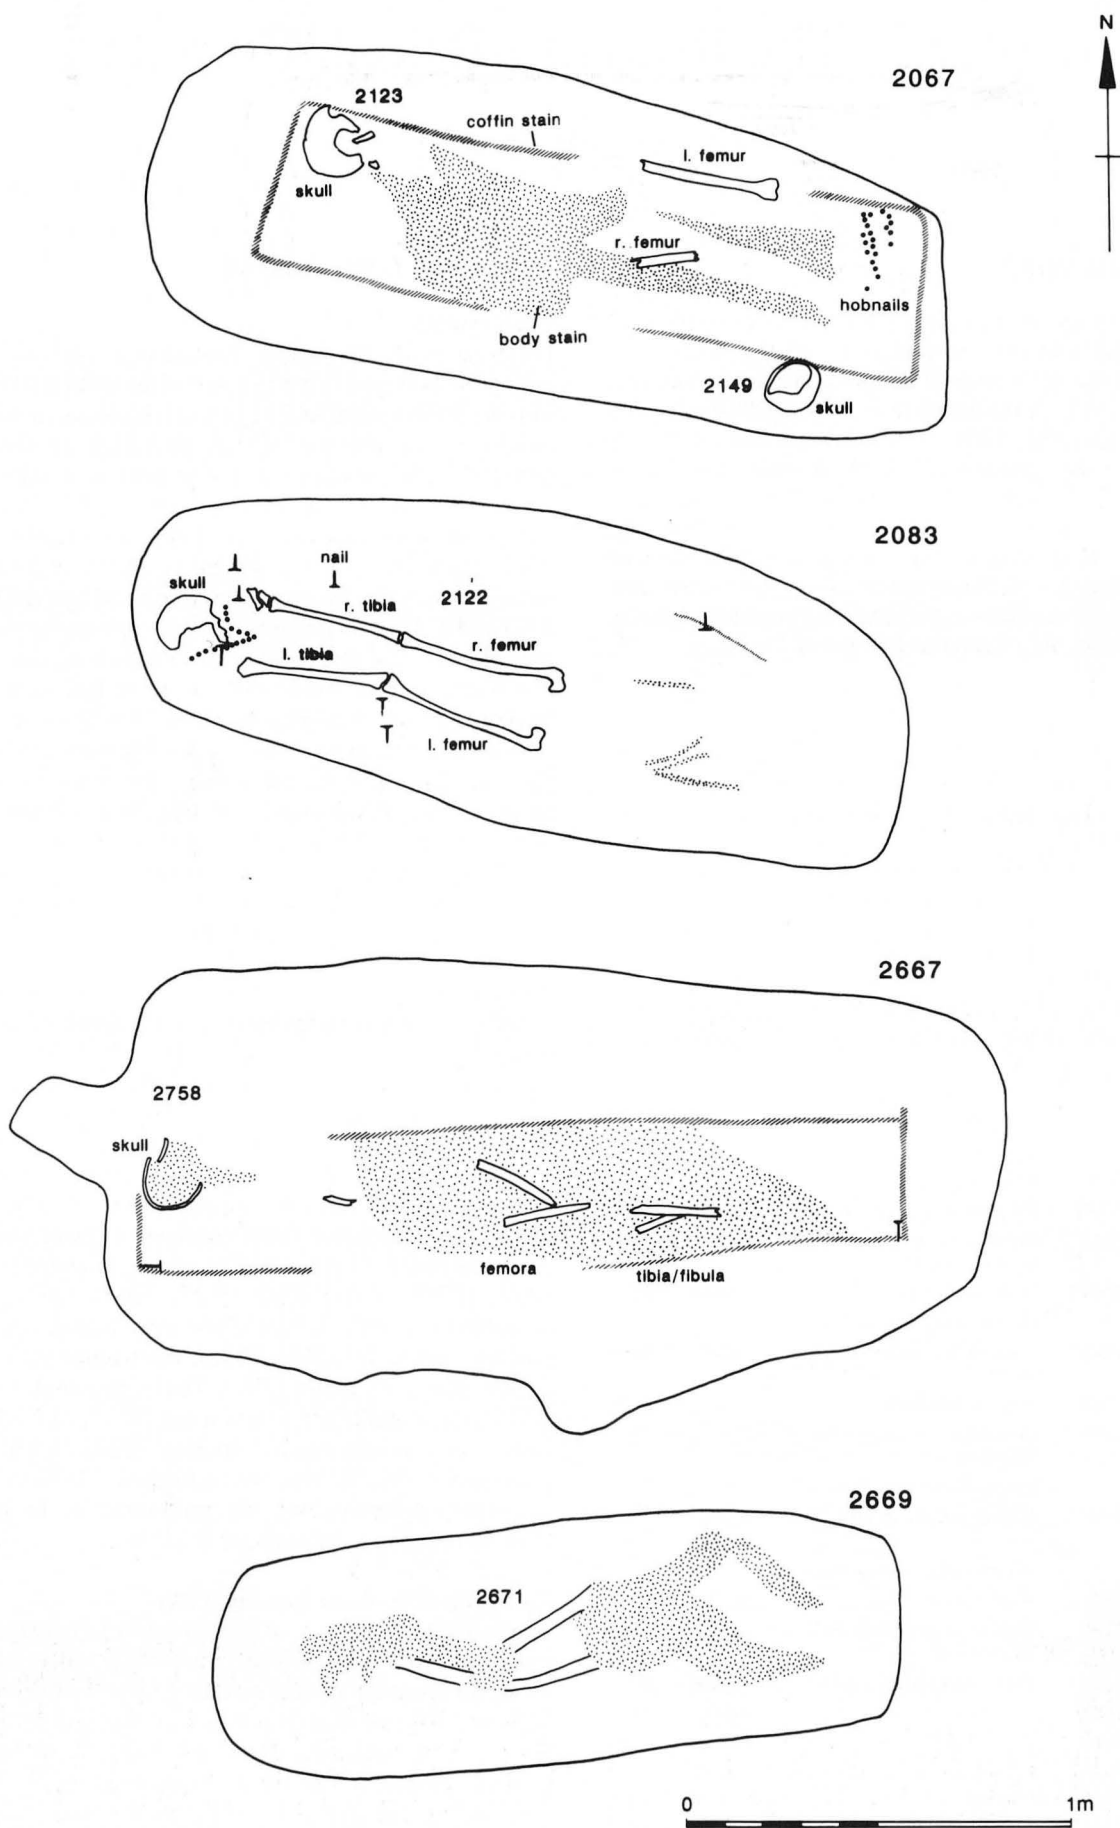 N
2067
2123
coffin stain
l. femur
skull
r. femur
hobnails
body stain
2149
skull
2083
nail
skull
2122
r. tibia
r. femur
l. tibia
l. femur
2667
2758
skull
femora
tibia/fibula
2669
2671
0 1m